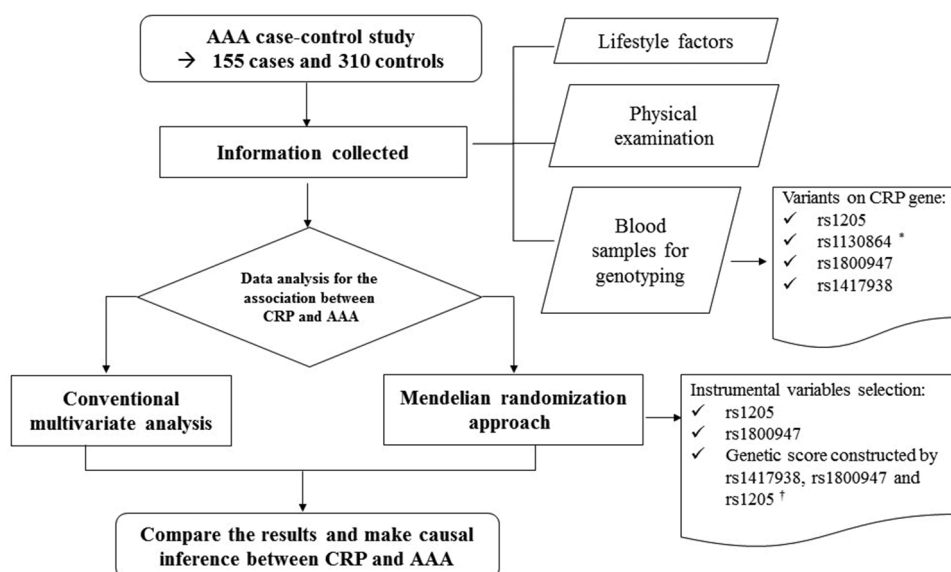 AAA case-control study
→ 155 cases and 310 controls
Information collected
Lifestyle factors
Physical
examination
Blood
samples for
genotyping
Variants on CRP gene:
✓ rs1205
✓ rs1130864 *
✓ rs1800947
✓ rs1417938
Data analysis for the
association between
CRP and AAA
Conventional
multivariate analysis
Mendelian randomization
approach
Instrumental variables selection:
✓ rs1205
✓ rs1800947
✓ Genetic score constructed by
rs1417938, rs1800947 and
rs1205 †
Compare the results and make causal
inference between CRP and AAA